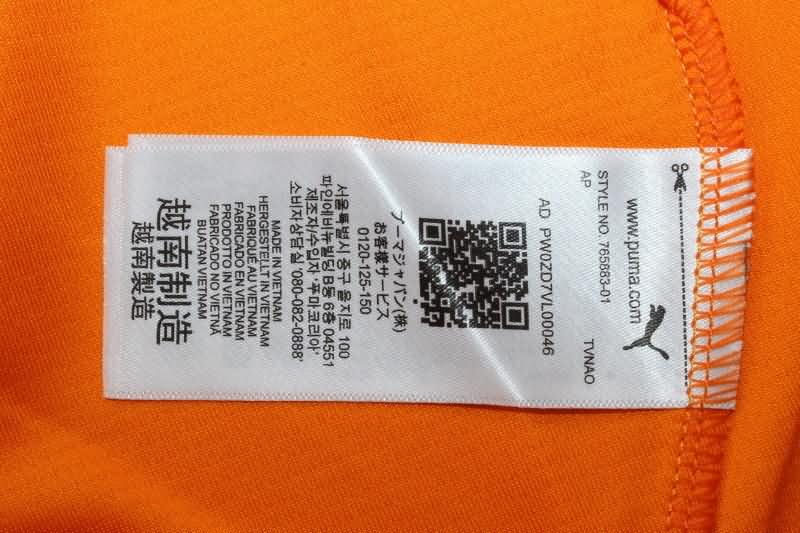 www.puma.com
STYLE NO. 765883-01
AP TVNAO
AD PW0ZD7VL00046
プーマジャパン(株)
お客様サービス
0120-125-150
서울특별시 중구 을지로 100
파인에비뉴빌딩 B동 6층 04551
제조자/수입자 '푸마코리아'
소비자상담실 '080-082-0888'
MADE IN VIETNAM
HERGESTELLT IN VIETNAM
FABRIQUÉ AU VIETNAM
FABRICADO EN VIETNAM
PRODOTTO IN VIETNAM
FABRICADO NO VIETNÃ
BUATAN VIETNAM
越南制造
越南製造